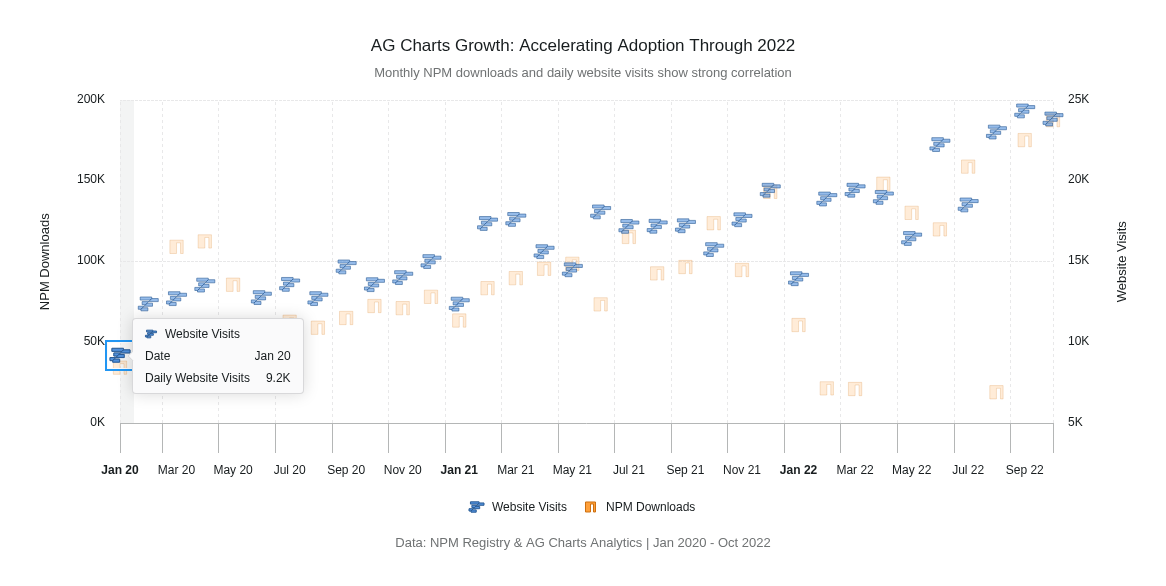 AG Charts Growth: Accelerating Adoption Through 2022
Monthly NPM downloads and daily website visits show strong correlation
200K
150K
100K
50K
0K
NPM Downloads
25K
20K
15K
10K
5K
Website Visits
Website Visits
Date Jan 20
Daily Website Visits 9.2K
Jan 20 Mar 20 May 20 Jul 20 Sep 20 Nov 20 Jan 21 Mar 21 May 21 Jul 21 Sep 21 Nov 21 Jan 22 Mar 22 May 22 Jul 22 Sep 22
Website Visits NPM Downloads
Data: NPM Registry & AG Charts Analytics | Jan 2020 - Oct 2022